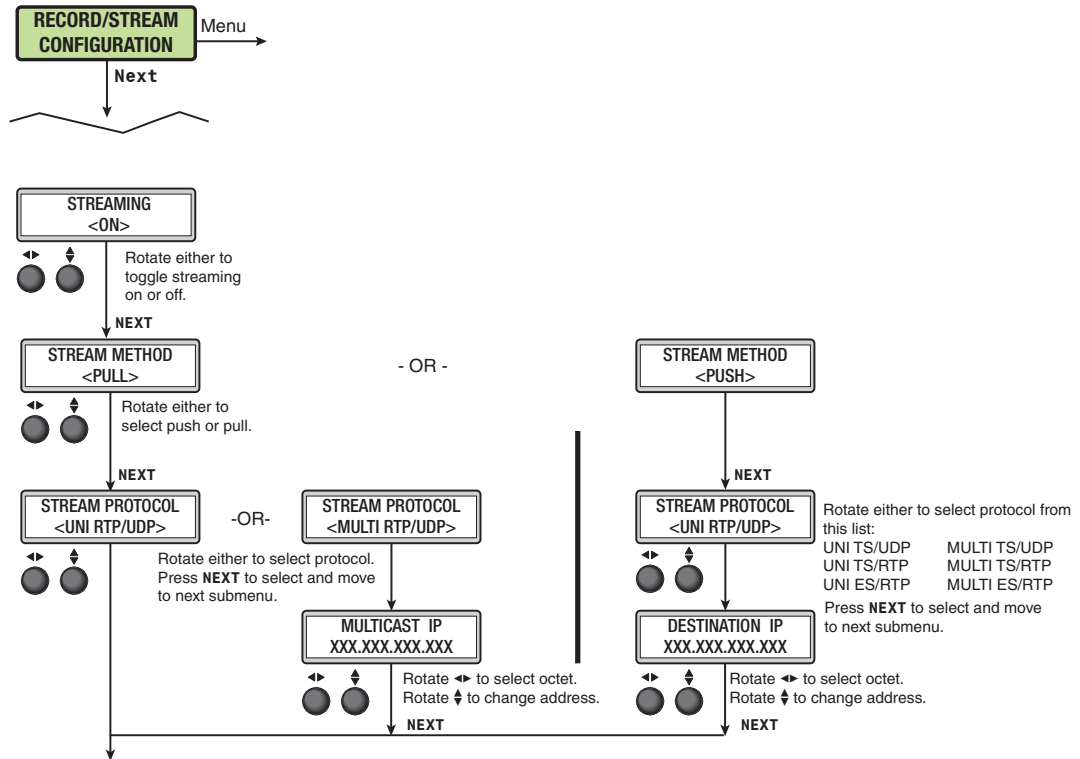 RECORD/STREAM
CONFIGURATION
Menu
Next
STREAMING
<ON>
Rotate either to
toggle streaming
on or off.
NEXT
STREAM METHOD
<PULL>
Rotate either to
select push or pull.
NEXT
- OR -
STREAM METHOD
<PUSH>
NEXT
STREAM PROTOCOL
<UNI RTP/UDP>
-OR-
STREAM PROTOCOL
<MULTI RTP/UDP>
Rotate either to select protocol.
Press NEXT to select and move
to next submenu.
MULTICAST IP
XXX.XXX.XXX.XXX
Rotate ◂▸ to select octet.
Rotate ▴▾ to change address.
NEXT
STREAM PROTOCOL
<UNI RTP/UDP>
Rotate either to select protocol from
this list:
UNI TS/UDP MULTI TS/UDP
UNI TS/RTP MULTI TS/RTP
UNI ES/RTP MULTI ES/RTP
Press NEXT to select and move
to next submenu.
DESTINATION IP
XXX.XXX.XXX.XXX
Rotate ◂▸ to select octet.
Rotate ▴▾ to change address.
NEXT